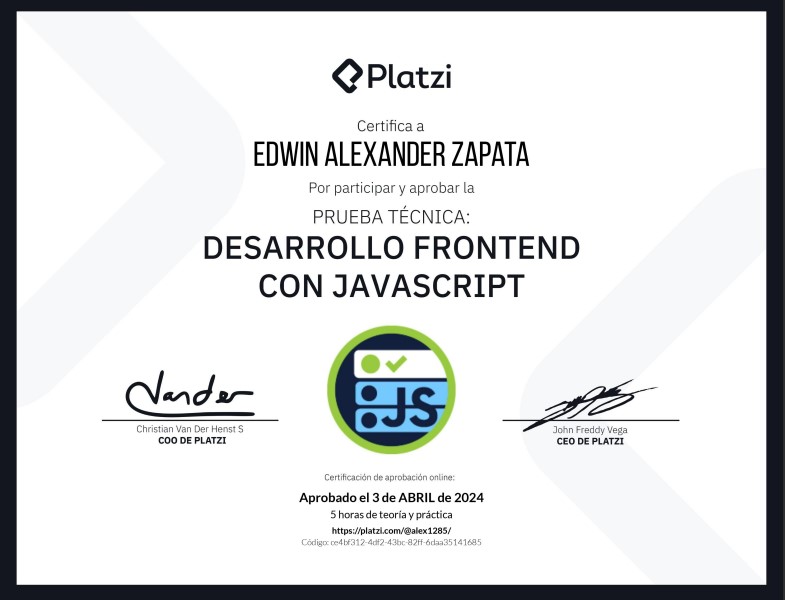 Platzi
Certifica a
EDWIN ALEXANDER ZAPATA
Por participar y aprobar la
PRUEBA TÉCNICA:
DESARROLLO FRONTEND
CON JAVASCRIPT
JS
Vander
Christian Van Der Henst S
COO DE PLATZI
John Freddy Vega
CEO DE PLATZI
Certificación de aprobación online:
Aprobado el 3 de ABRIL de 2024
5 horas de teoría y práctica
https://platzi.com/@alex1285/
Código: ce4bf312-4df2-43bc-82ff-6daa35141685